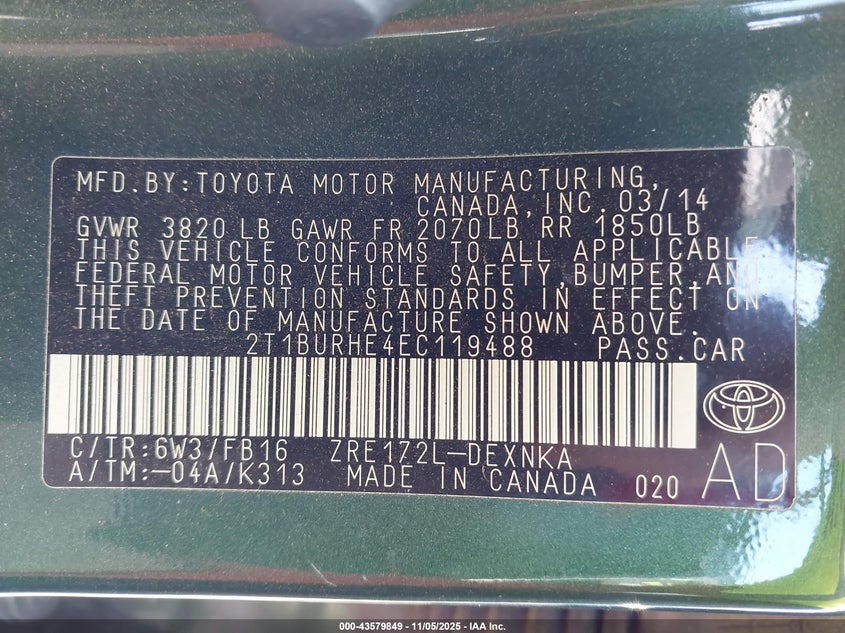 MFD.BY:TOYOTA MOTOR MANUFACTURING,
CANADA,INC. 03/14
GVWR 3820 LB GAWR FR 2070LB RR 1850LB
THIS VEHICLE CONFORMS TO ALL APPLICABLE
FEDERAL MOTOR VEHICLE SAFETY,BUMPER,AND
THEFT PREVENTION STANDARDS IN EFFECT ON
THE DATE OF MANUFACTURE SHOWN ABOVE.
2T1BURHE4EC119488 PASS.CAR
C/TR:6W3/FB16 ZRE172L-DEXNKA
A/TM:-04A/K313 MADE IN CANADA 020 AD
000-43579849 - 11/05/2025 - IAA Inc.